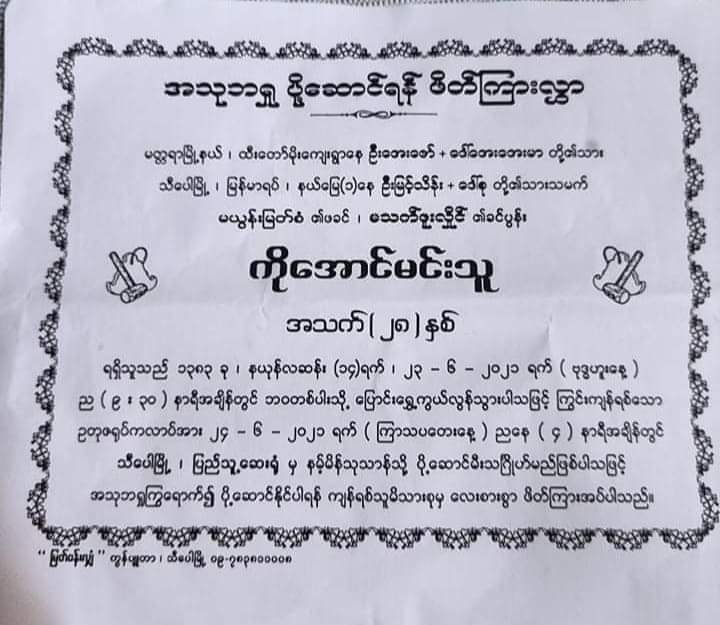 အသုဘရှု ပို့ဆောင်ရန် ဖိတ်ကြားလွှာ
မတ္တရာမြို့နယ် ၊ ထီးတော်မိုးကျေးရွာနေ ဦးအေးဇော် + ဒေါ်အေးအေးမာ တို့၏သား
သီပေါမြို့ ၊ မြန်မာရပ် ၊ နယ်မြေ(၁)နေ ဦးမြင့်သိန်း + ဒေါ်စု တို့၏သားသမက်
မယွန်းမြတ်စံ ၏ဖခင် ၊ သေတ်ဖူးလှိုင် ၏ခင်ပွန်း
ကိုအောင်မင်းသူ
အသက် ( ၂၈ ) နှစ်
ရရှိသူသည် ၁၃၈၃ ခု ၊ နယုန်လဆန်း (၁၄)ရက် ၊ ၂၃ - ၆ - ၂၀၂၁ ရက် ( ဗုဒ္ဓဟူးနေ့ )
ည ( ၉ း ၃၀ ) နာရီအချိန်တွင် ဘဝတစ်ပါးသို့ ပြောင်းရွှေ့ကွယ်လွန်သွားပါသဖြင့် ကြွင်းကျန်ရစ်သော
ဥတုဇရုပ်ကလာပ်အား ၂၄ - ၆ - ၂၀၂၁ ရက် ( ကြာသပတေးနေ့ ) ညနေ ( ၄ ) နာရီအချိန်တွင်
သီပေါမြို့ ၊ ပြည်သူ့ဆေးရုံ မှ နင့်မိန်သုသာန်သို့ ပို့ဆောင်မီးသဂြိုဟ်မည်ဖြစ်ပါသဖြင့်
အသုဘရှုကြွရောက်၍ ပို့ဆောင်နိုင်ပါရန် ကျန်ရစ်သူမိသားစုမှ လေးစားစွာ ဖိတ်ကြားအပ်ပါသည်။
" မြတ်ဝန်းလျှံ " ကွန်ပျူတာ ၊ သီပေါမြို့ ၀၉-၇၈၃၈၁၁၀၀၈